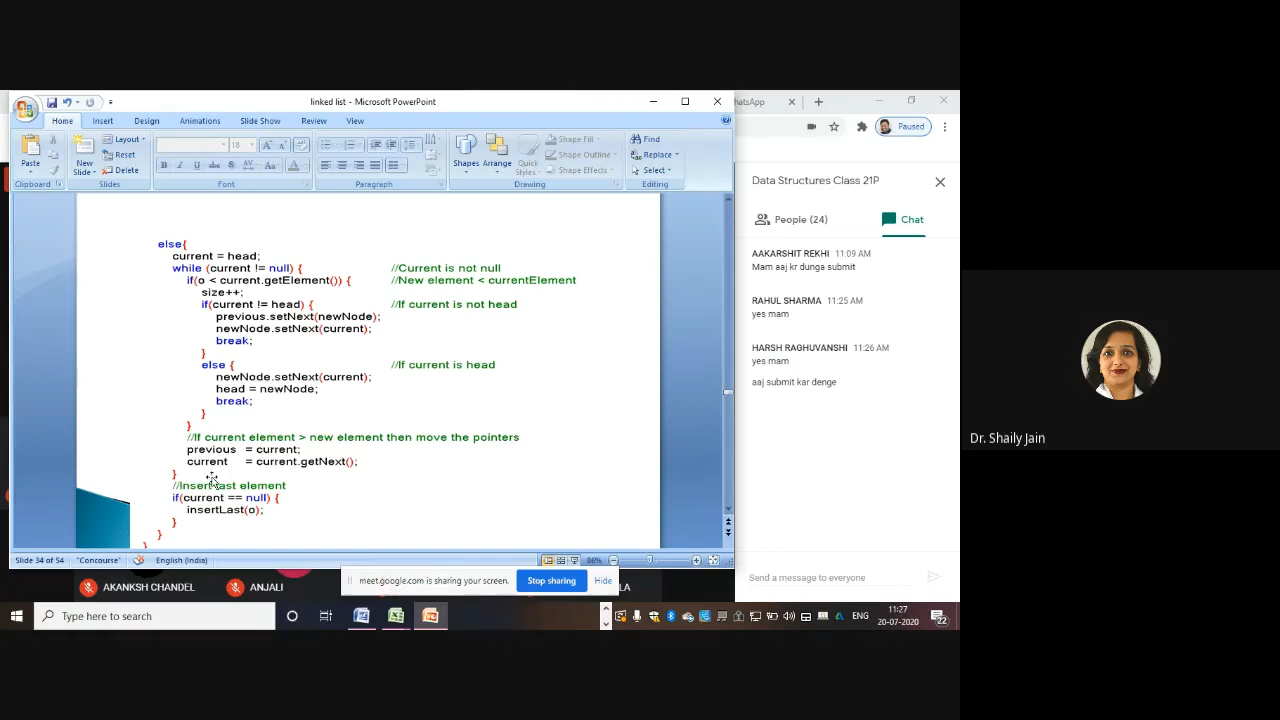 linked list - Microsoft PowerPoint
hatsApp
Home Insert Design Animations Slide Show Review View
Paused
Paste
New Slide
Layout
Reset
Delete
18
Shapes
Arrange
Quick Styles
Shape Fill
Shape Outline
Shape Effects
Find
Replace
Select
Clipboard Slides Font Paragraph Drawing Editing
else{
current = head;
while (current != null) { //Current is not null
if(o < current.getElement()) { //New element < currentElement
size++;
if(current != head) { //If current is not head
previous.setNext(newNode);
newNode.setNext(current);
break;
}
else { //If current is head
newNode.setNext(current);
head = newNode;
break;
}
}
//If current element > new element then move the pointers
previous = current;
current = current.getNext();
}
//Insert last element
if(current == null) {
insertLast(o);
}
}
}
Slide 34 of 54 "Concourse" English (India) 86%
Data Structures Class 21P
People (24) Chat
AAKARSHIT REKHI 11:09 AM
Mam aaj kr dunga submit
RAHUL SHARMA 11:25 AM
yes mam
HARSH RAGHUVANSHI 11:26 AM
yes mam
aaj submit kar denge
Send a message to everyone
Dr. Shaily Jain
AKANKSH CHANDEL
ANJALI
LA
meet.google.com is sharing your screen. Stop sharing Hide
Type here to search
ENG
11:27
20-07-2020
22